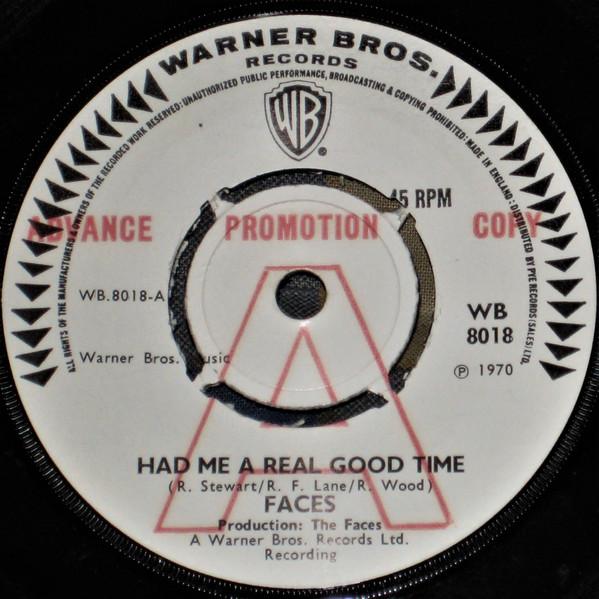 WARNER BROS.
RECORDS
ALL RIGHTS OF THE MANUFACTURERS & OWNERS OF THE RECORDED WORK RESERVED: UNAUTHORIZED PUBLIC PERFORMANCE, BROADCASTING & COPYING PROHIBITED: MADE IN ENGLAND: DISTRIBUTED BY PYE RECORDS (SALES) LTD.
WB®
45 RPM
ADVANCE PROMOTION COPY
WB.8018-A
WB
8018
Warner Bros. Music
℗ 1970
A
HAD ME A REAL GOOD TIME
(R. Stewart/R. F. Lane/R. Wood)
FACES
Production: The Faces
A Warner Bros. Records Ltd.
Recording